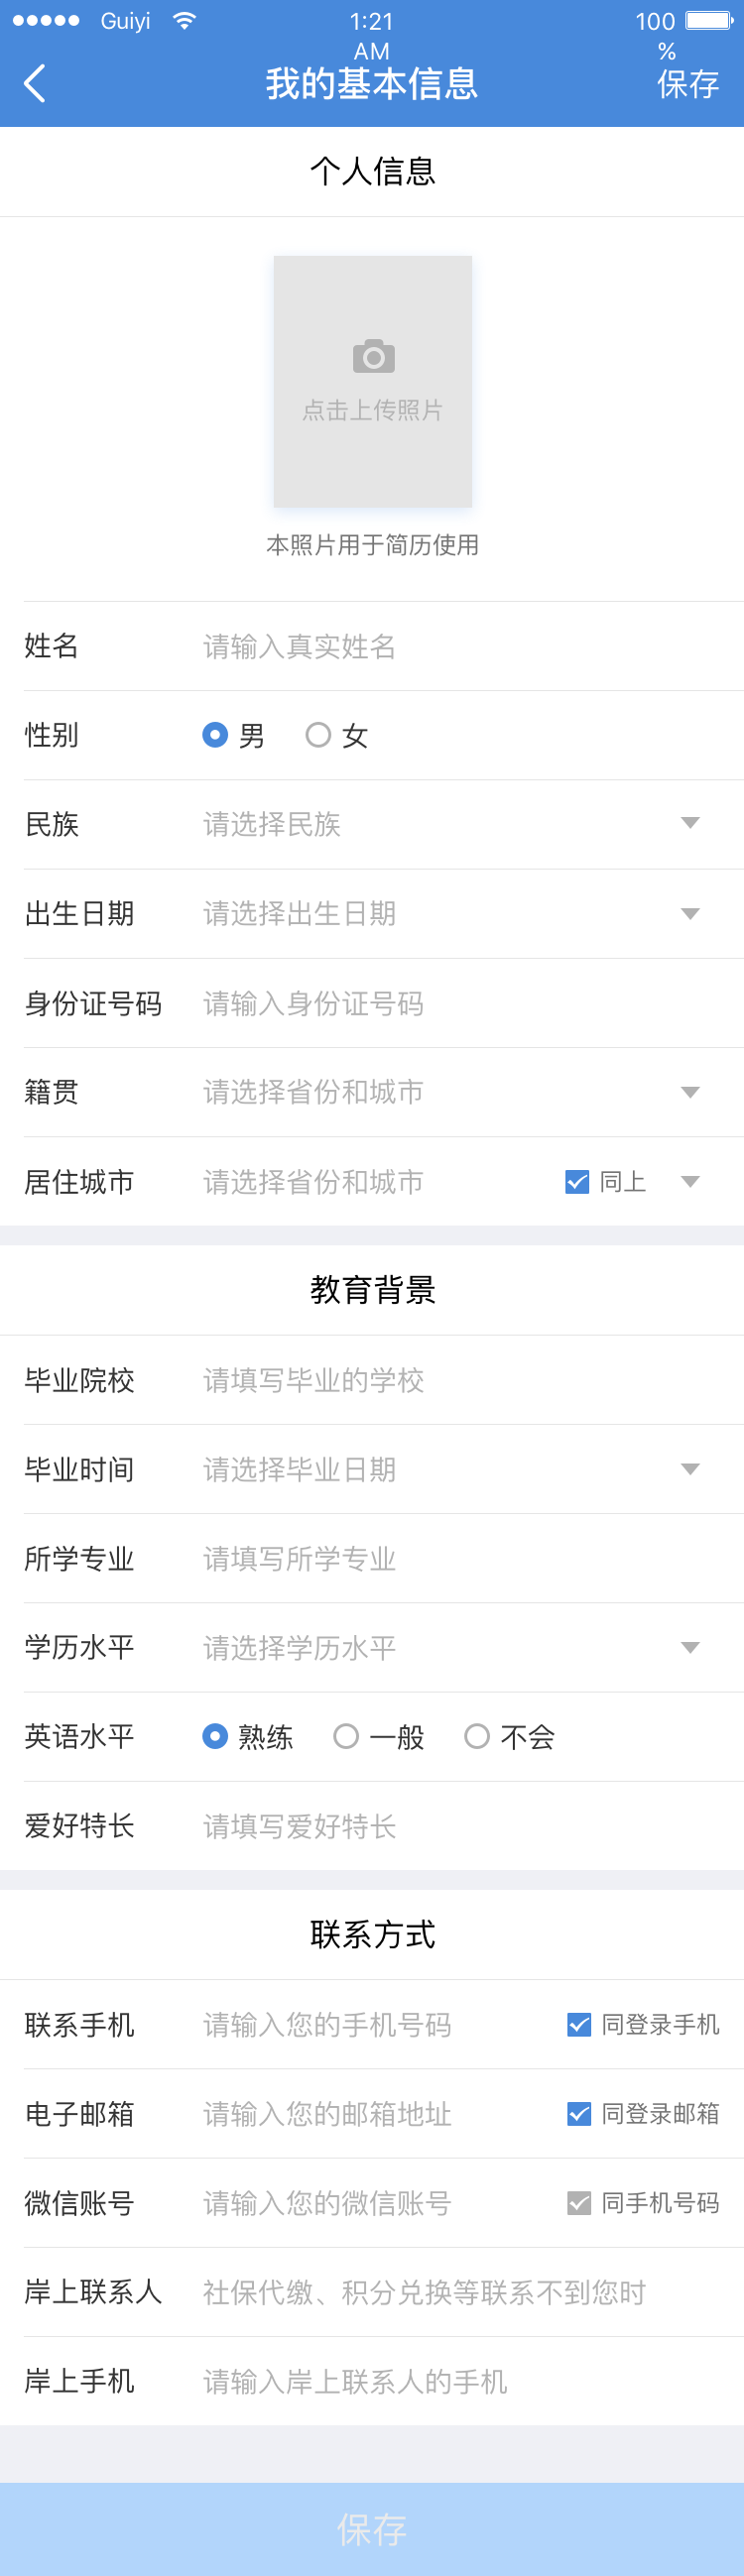 Guiyi 1:21 AM 100 %
我的基本信息 保存
个人信息
点击上传照片
本照片用于简历使用
姓名 请输入真实姓名
性别 男 女
民族 请选择民族
出生日期 请选择出生日期
身份证号码 请输入身份证号码
籍贯 请选择省份和城市
居住城市 请选择省份和城市 同上
教育背景
毕业院校 请填写毕业的学校
毕业时间 请选择毕业日期
所学专业 请填写所学专业
学历水平 请选择学历水平
英语水平 熟练 一般 不会
爱好特长 请填写爱好特长
联系方式
联系手机 请输入您的手机号码 同登录手机
电子邮箱 请输入您的邮箱地址 同登录邮箱
微信账号 请输入您的微信账号 同手机号码
岸上联系人 社保代缴、积分兑换等联系不到您时
岸上手机 请输入岸上联系人的手机
保存